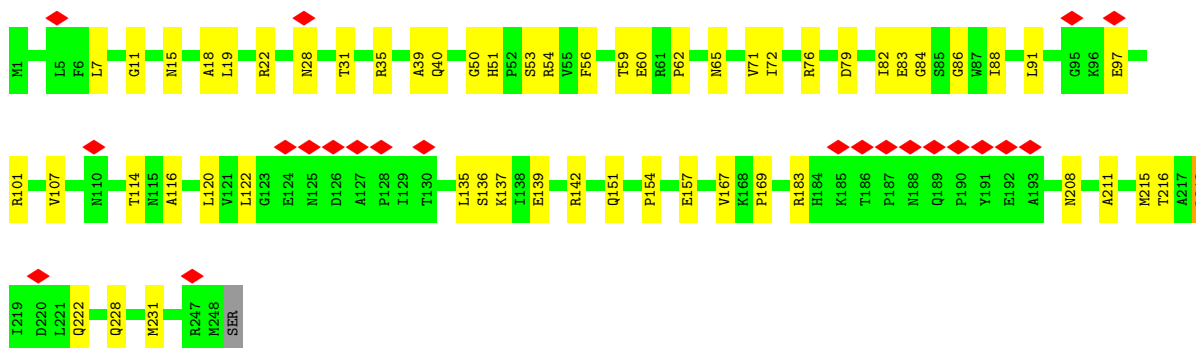 M1 L5 F6 L7 G11 N15 A18 L19 R22 N28 T31 R35 A39 Q40 G50 H51 P52 S53 R54 V55 F56 T59 E60 R61 P62 N65 V71 I72 R76 D79 I82 E83 G84 S85 G86 W87 I88 L91 G95 K96 E97
R101 V107 N110 T114 N115 A116 L120 V121 L122 G123 E124 N125 D126 A127 P128 I129 T130 L135 S136 K137 I138 E139 R142 Q151 P154 E157 V167 K168 P169 R183 H184 K185 T186 P187 N188 Q189 P190 Y191 E192 A193 N208 A211 M215 T216 A217
I219 D220 L221 Q222 Q228 M231 R247 M248 SER